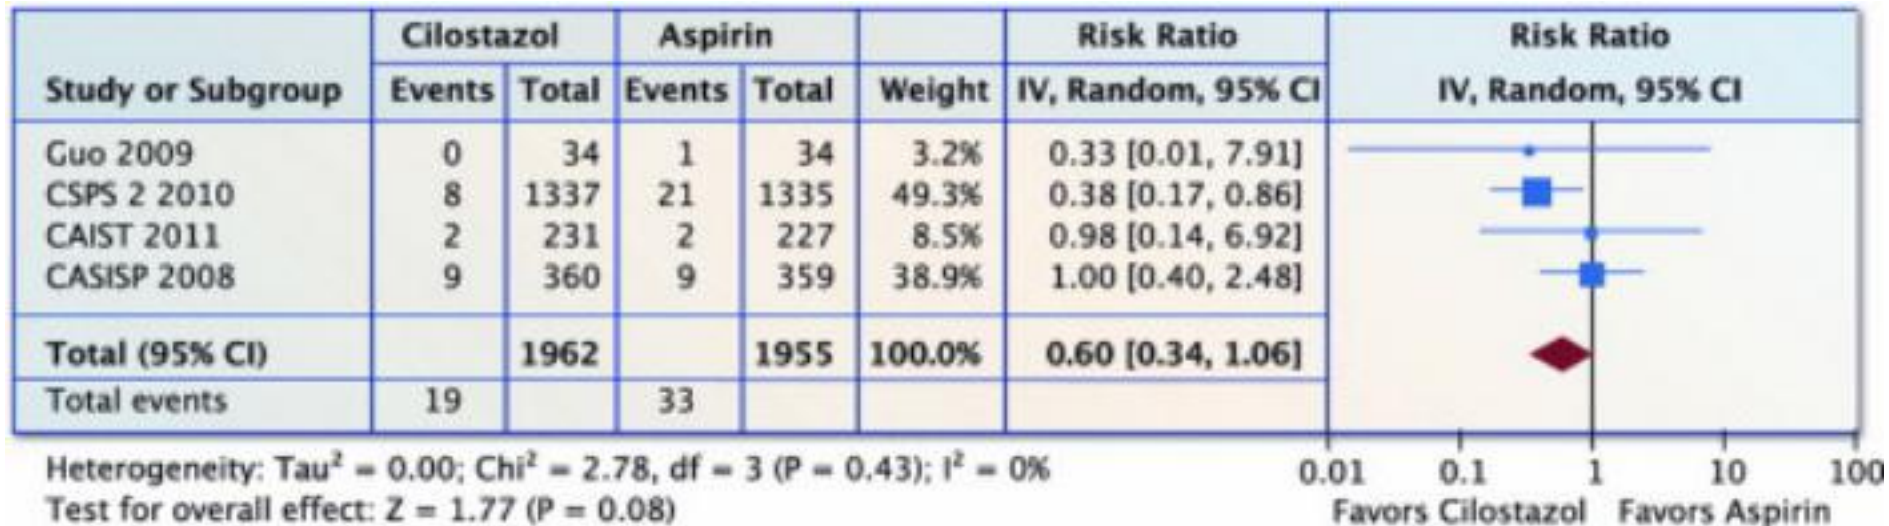 Cilostazol Aspirin Risk Ratio Risk Ratio
Study or Subgroup Events Total Events Total Weight IV, Random, 95% CI IV, Random, 95% CI
Guo 2009 0 34 1 34 3.2% 0.33 [0.01, 7.91]
CSPS 2 2010 8 1337 21 1335 49.3% 0.38 [0.17, 0.86]
CAIST 2011 2 231 2 227 8.5% 0.98 [0.14, 6.92]
CASISP 2008 9 360 9 359 38.9% 1.00 [0.40, 2.48]
Total (95% CI) 1962 1955 100.0% 0.60 [0.34, 1.06]
Total events 19 33
Heterogeneity: Tau² = 0.00; Chi² = 2.78, df = 3 (P = 0.43); I² = 0% 0.01 0.1 1 10 100
Test for overall effect: Z = 1.77 (P = 0.08) Favors Cilostazol Favors Aspirin